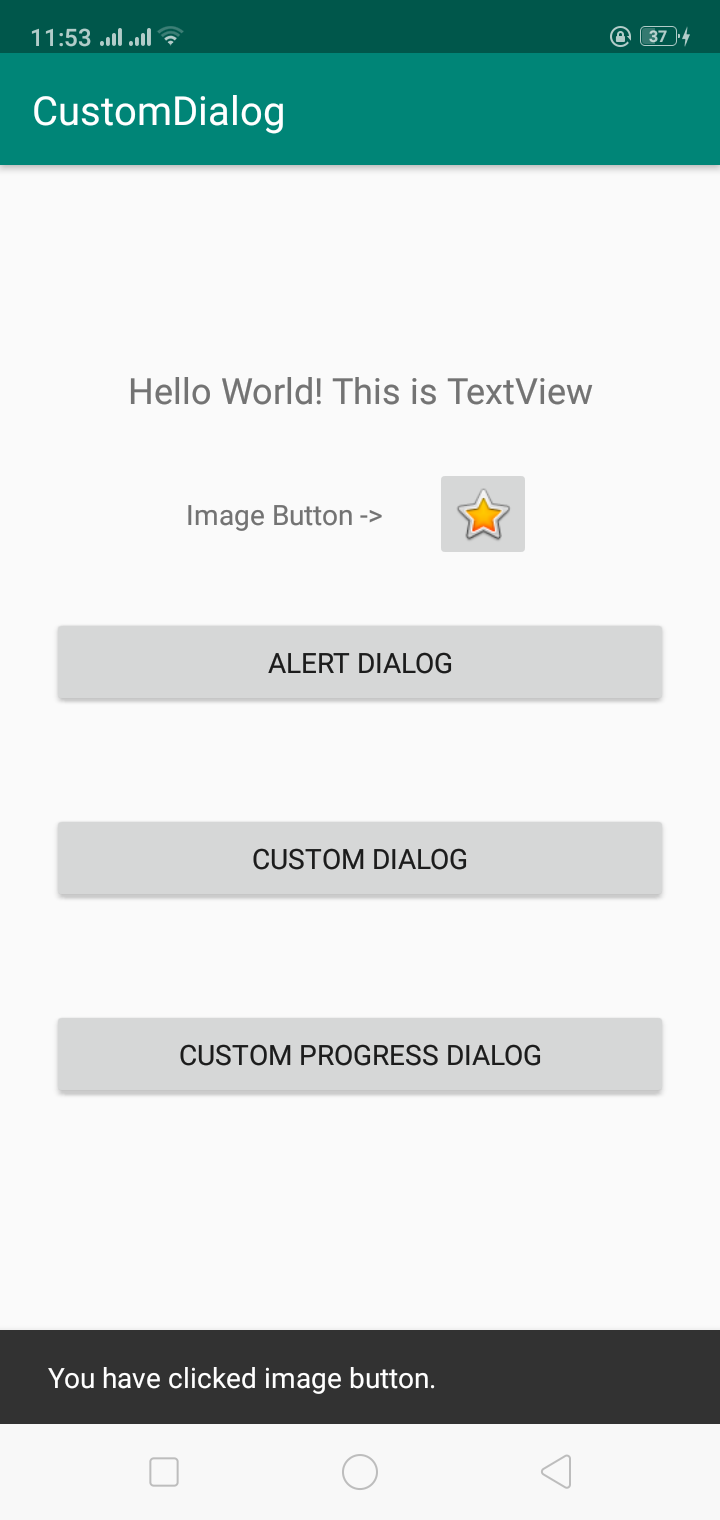 11:53
37
CustomDialog
Hello World! This is TextView
Image Button ->
ALERT DIALOG
CUSTOM DIALOG
CUSTOM PROGRESS DIALOG
You have clicked image button.